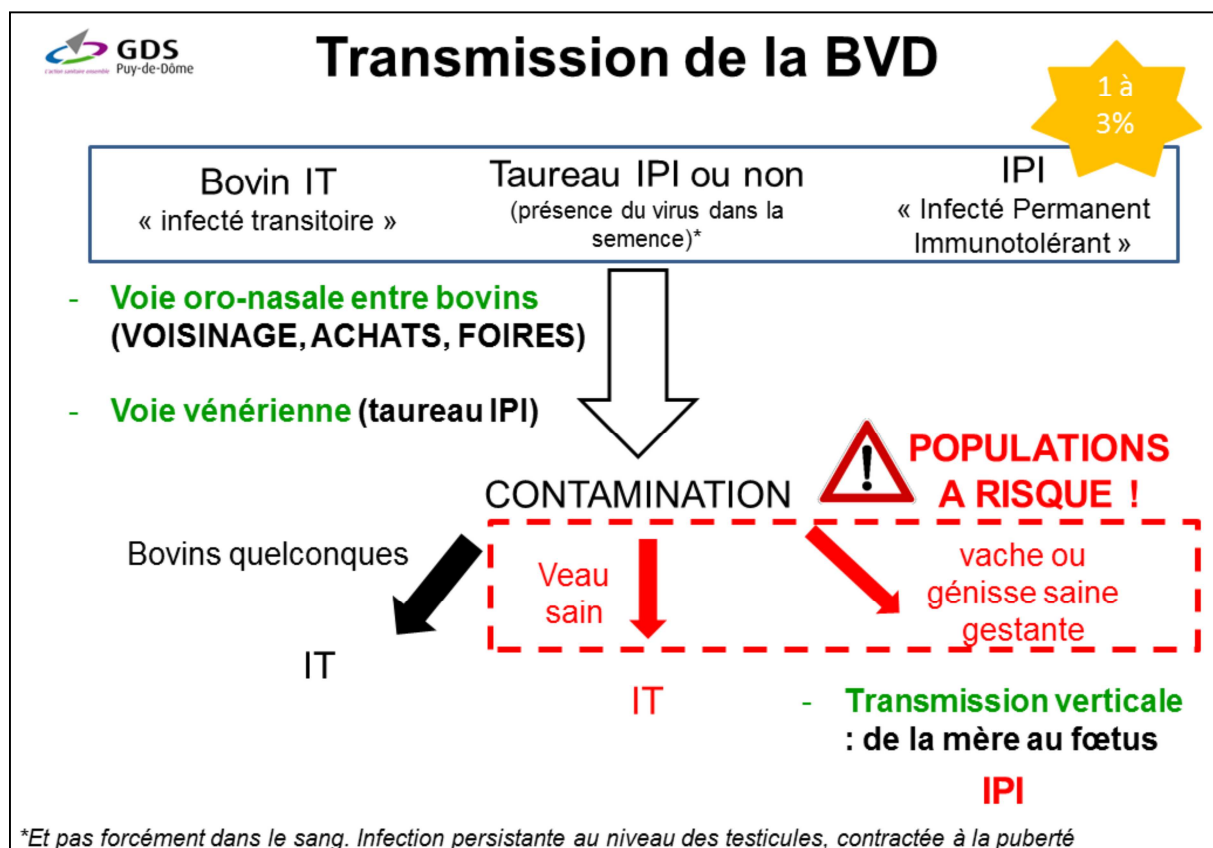 GDS
Puy-de-Dôme
L'action sanitaire ensemble
Transmission de la BVD
1 à
3%
Bovin IT
« infecté transitoire »
Taureau IPI ou non
(présence du virus dans la
semence)*
IPI
« Infecté Permanent
Immunotolérant »
- Voie oro-nasale entre bovins
(VOISINAGE, ACHATS, FOIRES)
- Voie vénérienne (taureau IPI)
CONTAMINATION
!
POPULATIONS
A RISQUE !
Bovins quelconques
IT
Veau
sain
IT
vache ou
génisse saine
gestante
- Transmission verticale
: de la mère au fœtus
IPI
*Et pas forcément dans le sang. Infection persistante au niveau des testicules, contractée à la puberté